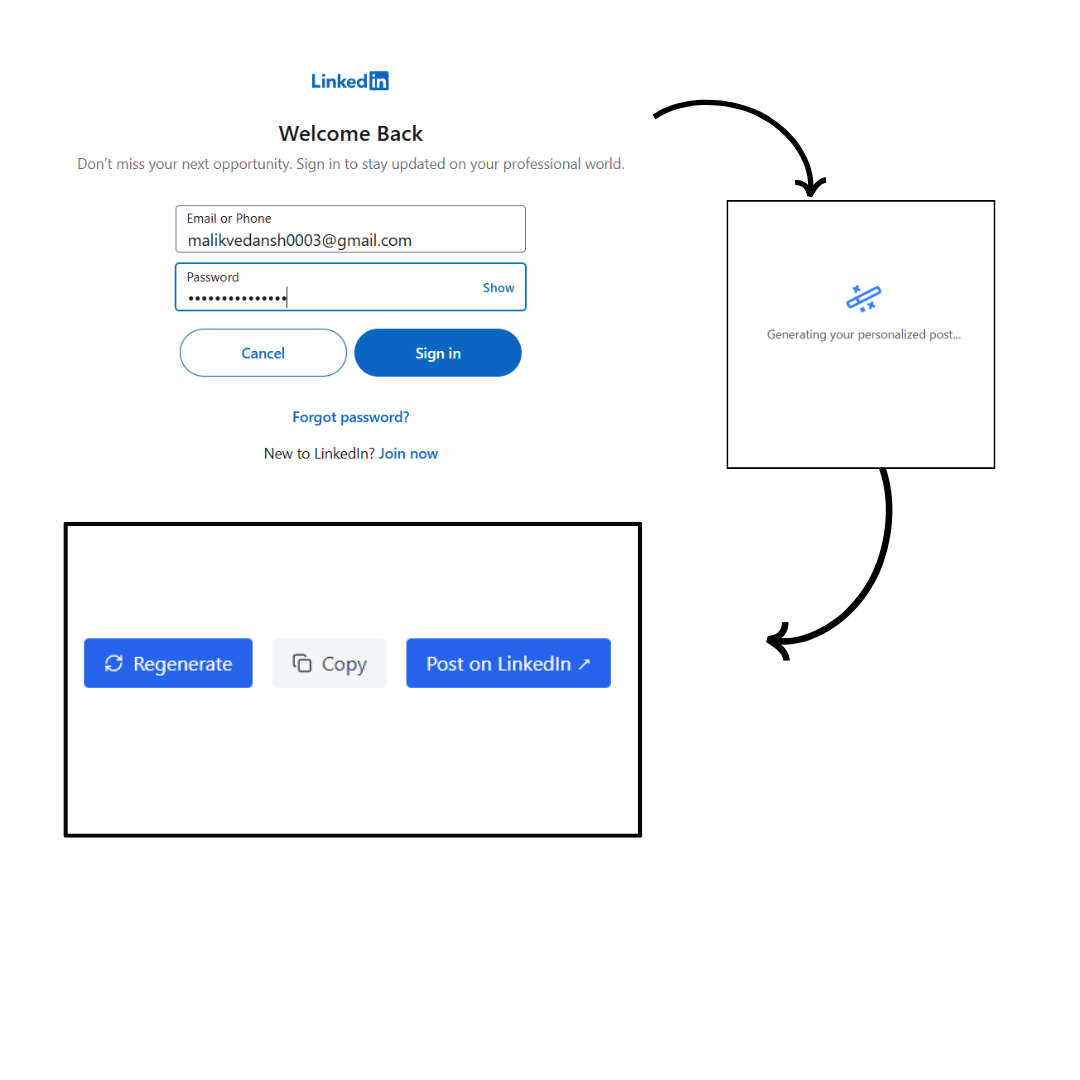 Linkedin
Welcome Back
Don't miss your next opportunity. Sign in to stay updated on your professional world.
Email or Phone
malikvedansh0003@gmail.com
Password
•••••••••••••••
Show
Cancel
Sign in
Forgot password?
New to LinkedIn? Join now
Generating your personalized post...
Regenerate
Copy
Post on LinkedIn ↗